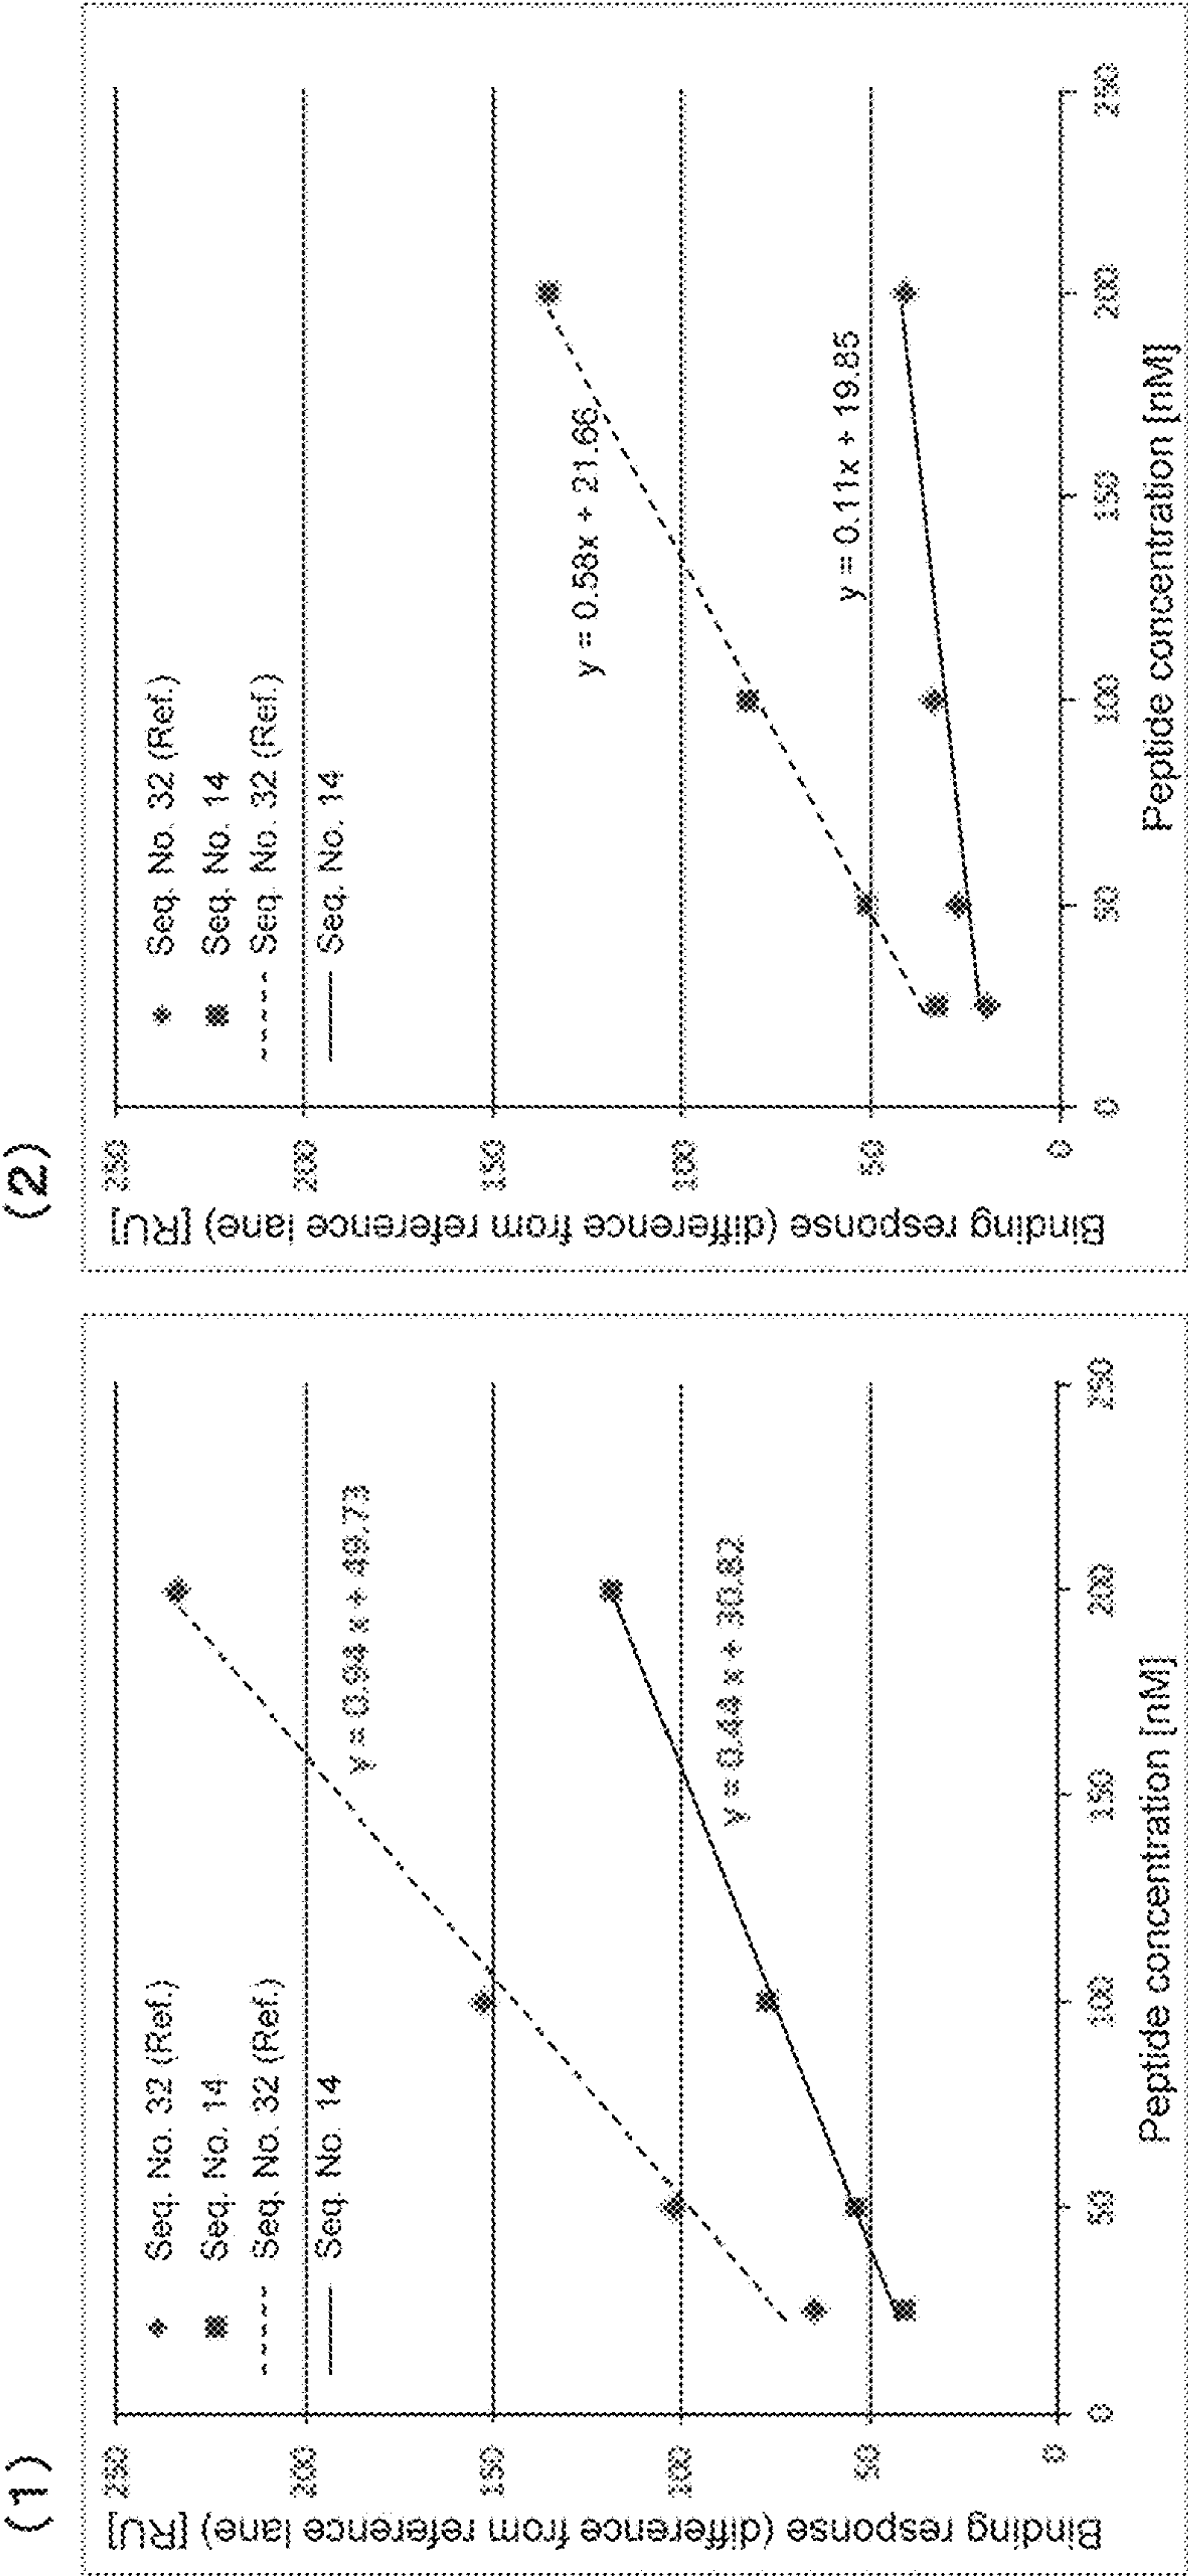 (1)
Binding response (difference from reference lane) [RU]
250
200
150
100
50
0
Seq. No. 32 (Ref.)
Seq. No. 14
Seq. No. 32 (Ref.)
Seq. No. 14
y = 0.94 x + 49.73
y = 0.44 x + 30.82
0
50
100
150
200
250
Peptide concentration [nM]
(2)
Binding response (difference from reference lane) [RU]
250
200
150
100
50
0
Seq. No. 32 (Ref.)
Seq. No. 14
Seq. No. 32 (Ref.)
Seq. No. 14
y = 0.58x + 21.66
y = 0.11x + 19.85
0
50
100
150
200
250
Peptide concentration [nM]